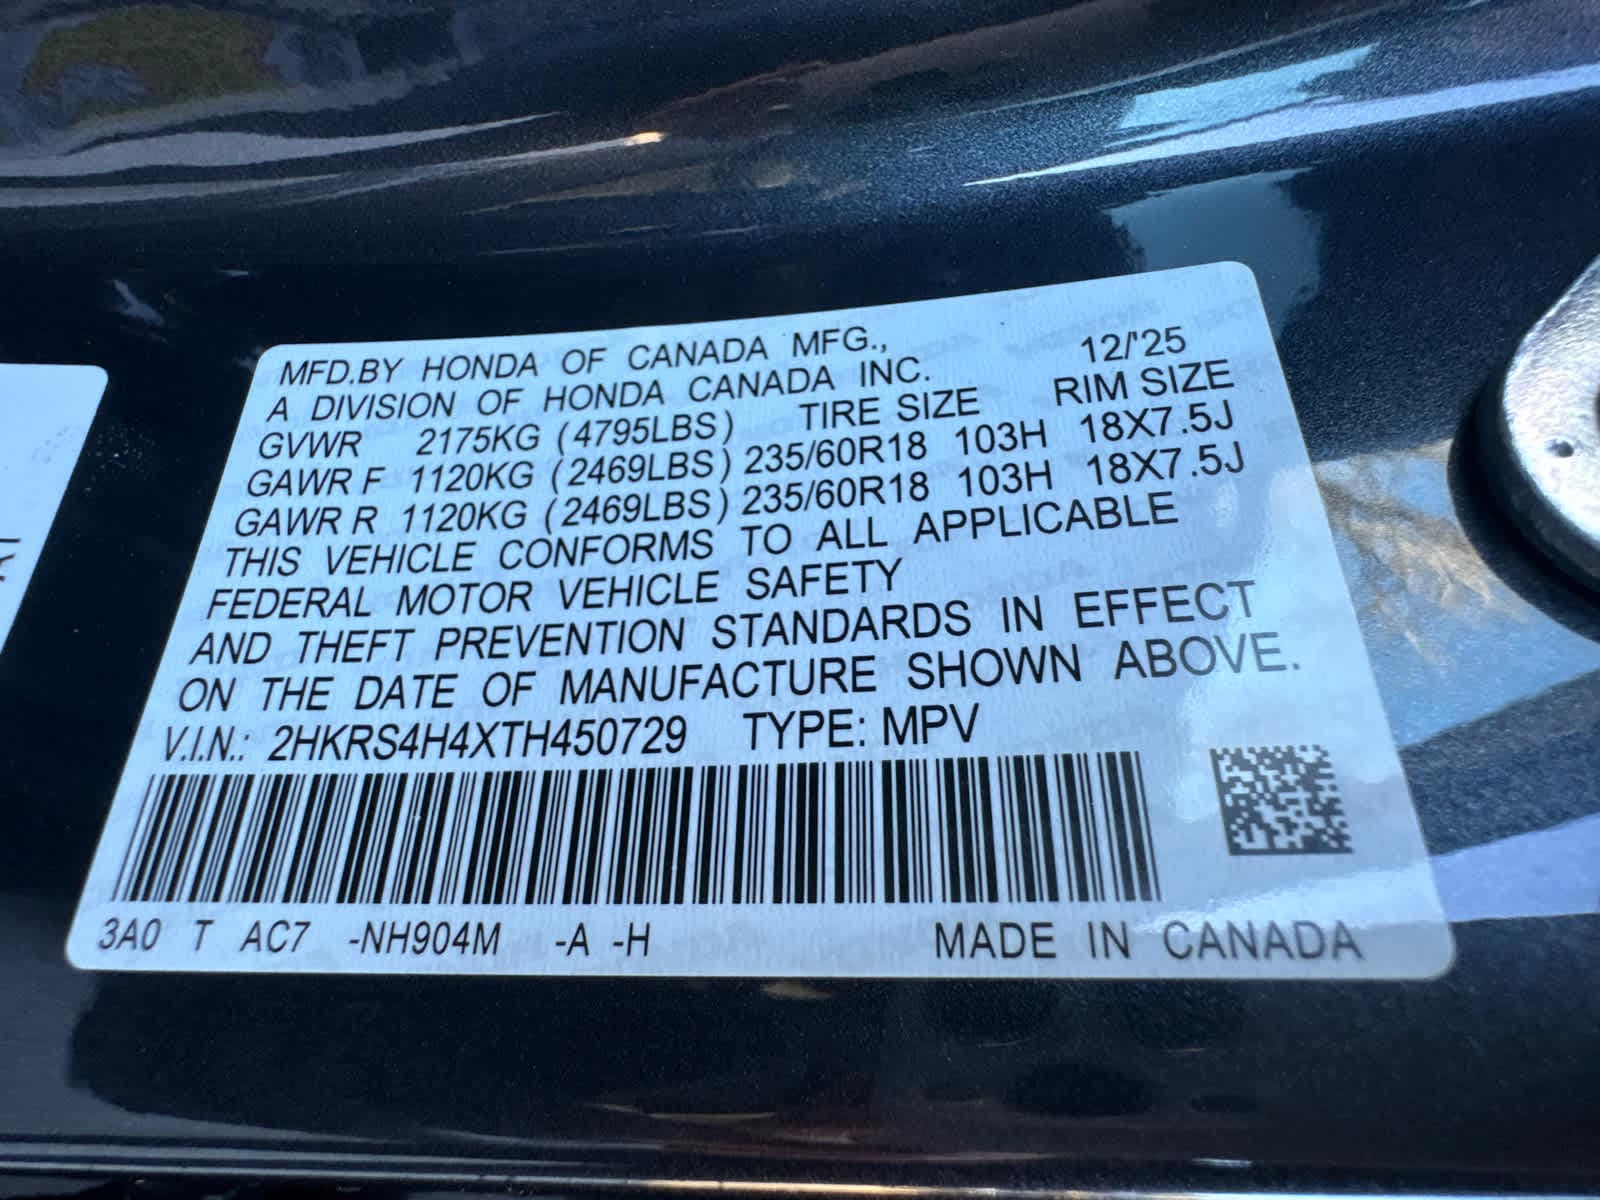 MFD.BY HONDA OF CANADA MFG., 12/'25
A DIVISION OF HONDA CANADA INC.
GVWR 2175KG (4795LBS) TIRE SIZE RIM SIZE
GAWR F 1120KG (2469LBS) 235/60R18 103H 18X7.5J
GAWR R 1120KG (2469LBS) 235/60R18 103H 18X7.5J
THIS VEHICLE CONFORMS TO ALL APPLICABLE
FEDERAL MOTOR VEHICLE SAFETY
AND THEFT PREVENTION STANDARDS IN EFFECT
ON THE DATE OF MANUFACTURE SHOWN ABOVE.
V.I.N.: 2HKRS4H4XTH450729 TYPE: MPV
3A0 T AC7 -NH904M -A -H MADE IN CANADA